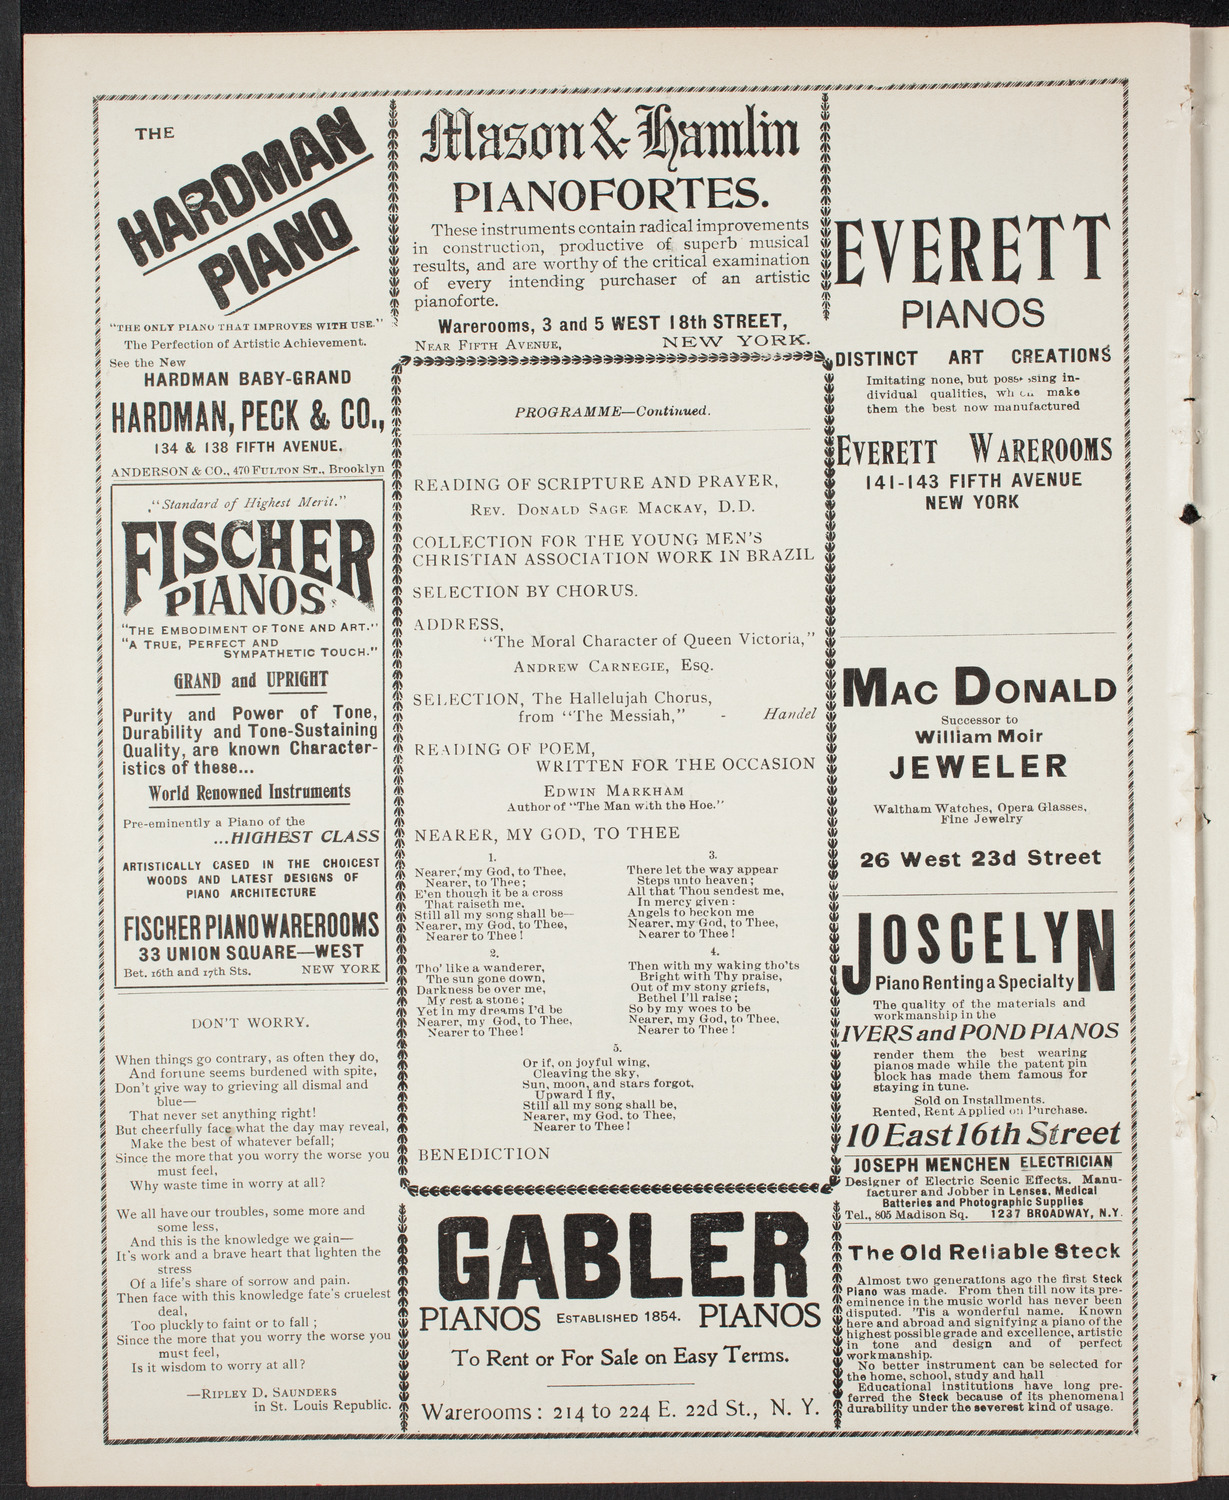 THE
HARDMAN
PIANO
"THE ONLY PIANO THAT IMPROVES WITH USE."
The Perfection of Artistic Achievement.
See the New
HARDMAN BABY-GRAND
HARDMAN, PECK & CO.,
134 & 138 FIFTH AVENUE.
ANDERSON & CO., 470 FULTON ST., Brooklyn
"Standard of Highest Merit."
FISCHER
PIANOS
"THE EMBODIMENT OF TONE AND ART."
"A TRUE, PERFECT AND
SYMPATHETIC TOUCH."
GRAND and UPRIGHT
Purity and Power of Tone,
Durability and Tone-Sustaining
Quality, are known Character-
istics of these...
World Renowned Instruments
Pre-eminently a Piano of the
...HIGHEST CLASS
ARTISTICALLY CASED IN THE CHOICEST
WOODS AND LATEST DESIGNS OF
PIANO ARCHITECTURE
FISCHER PIANO WAREROOMS
33 UNION SQUARE—WEST
Bet. 16th and 17th Sts. NEW YORK
DON'T WORRY.
When things go contrary, as often they do,
And fortune seems burdened with spite,
Don't give way to grieving all dismal and
blue—
That never set anything right!
But cheerfully face what the day may reveal,
Make the best of whatever befall;
Since the more that you worry the worse you
must feel,
Why waste time in worry at all?
We all have our troubles, some more and
some less,
And this is the knowledge we gain—
It's work and a brave heart that lighten the
stress
Of a life's share of sorrow and pain.
Then face with this knowledge fate's cruelest
deal,
Too plucky to faint or to fall;
Since the more that you worry the worse you
must feel,
Is it wisdom to worry at all?
—RIPLEY D. SAUNDERS
in St. Louis Republic.
Mason & Hamlin
PIANOFORTES.
These instruments contain radical improvements
in construction, productive of superb musical
results, and are worthy of the critical examination
of every intending purchaser of an artistic
pianoforte.
Warerooms, 3 and 5 WEST 18th STREET,
NEAR FIFTH AVENUE, NEW YORK.
PROGRAMME—Continued.
READING OF SCRIPTURE AND PRAYER,
REV. DONALD SAGE MACKAY, D.D.
COLLECTION FOR THE YOUNG MEN'S
CHRISTIAN ASSOCIATION WORK IN BRAZIL
SELECTION BY CHORUS.
ADDRESS,
"The Moral Character of Queen Victoria,"
ANDREW CARNEGIE, ESQ.
SELECTION, The Hallelujah Chorus,
from "The Messiah," - Handel
READING OF POEM,
WRITTEN FOR THE OCCASION
EDWIN MARKHAM
Author of "The Man with the Hoe."
NEARER, MY GOD, TO THEE
1.
Nearer, my God, to Thee,
Nearer, to Thee;
E'en though it be a cross
That raiseth me,
Still all my song shall be—
Nearer, my God, to Thee,
Nearer to Thee!
2.
Tho' like a wanderer,
The sun gone down,
Darkness be over me,
My rest a stone;
Yet in my dreams I'd be
Nearer, my God, to Thee,
Nearer to Thee!
3.
There let the way appear
Steps unto heaven;
All that Thou sendest me,
In mercy given:
Angels to beckon me
Nearer, my God, to Thee,
Nearer to Thee!
4.
Then with my waking tho'ts
Bright with Thy praise,
Out of my stony griefs,
Bethel I'll raise;
So by my woes to be
Nearer, my God, to Thee,
Nearer to Thee!
5.
Or if, on joyful wing,
Cleaving the sky,
Sun, moon, and stars forgot,
Upward I fly,
Still all my song shall be,
Nearer, my God, to Thee,
Nearer to Thee!
BENEDICTION
GABLER
PIANOS ESTABLISHED 1854. PIANOS
To Rent or For Sale on Easy Terms.
Warerooms: 214 to 224 E. 22d St., N. Y.
EVERETT
PIANOS
DISTINCT ART CREATIONS
Imitating none, but possessing in-
dividual qualities, which make
them the best now manufactured
EVERETT WAREROOMS
141-143 FIFTH AVENUE
NEW YORK
MAC DONALD
Successor to
William Moir
JEWELER
Waltham Watches, Opera Glasses,
Fine Jewelry
26 West 23d Street
JOSCELYN
Piano Renting a Specialty
The quality of the materials and
workmanship in the
IVERS and POND PIANOS
render them the best wearing
pianos made while the patent pin
block has made them famous for
staying in tune.
Sold on Installments.
Rented, Rent Applied on Purchase.
10 East 16th Street
JOSEPH MENCHEN ELECTRICIAN
Designer of Electric Scenic Effects. Manu-
facturer and Jobber in Lenses, Medical
Batteries and Photographic Supplies
Tel., 805 Madison Sq. 1237 BROADWAY, N.Y.
The Old Reliable Steck
Almost two generations ago the first Steck
Piano was made. From then till now its pre-
eminence in the music world has never been
disputed. 'Tis a wonderful name. Known
here and abroad and signifying a piano of the
highest possible grade and excellence, artistic
in tone and design and of perfect
workmanship.
No better instrument can be selected for
the home, school, study and hall
Educational institutions have long pre-
ferred the Steck because of its phenomenal
durability under the severest kind of usage.